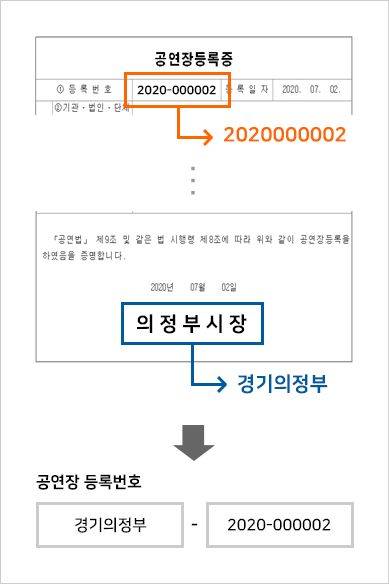 공연장등록증
① 등 록 번 호 2020-000002 등 록 일 자 2020. 07. 02.
②기관·법인·단체
2020000002
「공연법」 제9조 및 같은 법 시행령 제8조에 따라 위와 같이 공연장등록을
하였음을 증명합니다.
2020년 07월 02일
의정부시장
경기의정부
공연장 등록번호
경기의정부 - 2020-000002